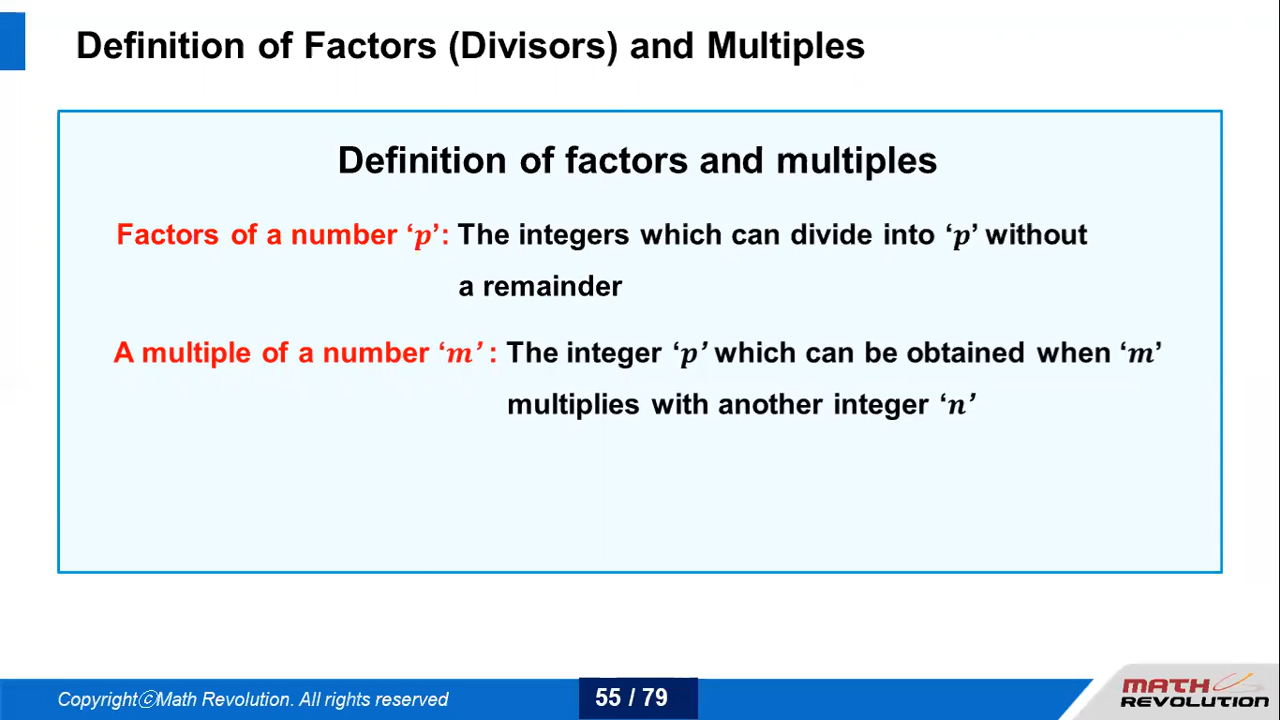 Definition of Factors (Divisors) and Multiples
Definition of factors and multiples
Factors of a number ‘p’: The integers which can divide into ‘p’ without
a remainder
A multiple of a number ‘m’ : The integer ‘p’ which can be obtained when ‘m’
multiplies with another integer ‘n’
Copyrightⓒ Math Revolution. All rights reserved
55 / 79
MATH
REVOLUTION